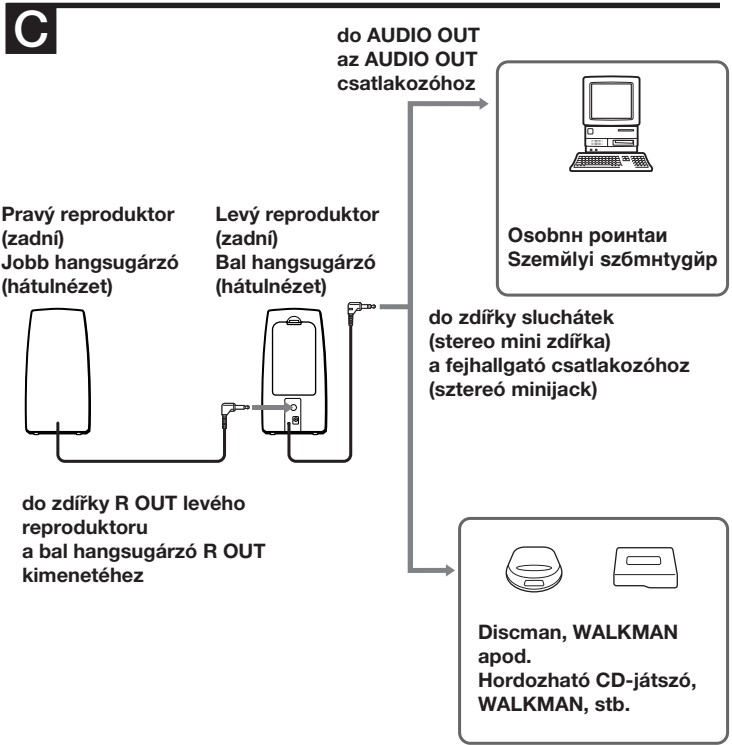 C
do AUDIO OUT
az AUDIO OUT
csatlakozóhoz
Osobnн poинtaи
Szemйlyi szбmнtуgйp
Pravý reproduktor
(zadní)
Jobb hangsugárzó
(hátulnézet)
Levý reproduktor
(zadní)
Bal hangsugárzó
(hátulnézet)
do zdířky sluchátek
(stereo mini zdířka)
a fejhallgató csatlakozóhoz
(sztereó minijack)
do zdířky R OUT levého
reproduktoru
a bal hangsugárzó R OUT
kimenetéhez
Discman, WALKMAN
apod.
Hordozható CD-játszó,
WALKMAN, stb.